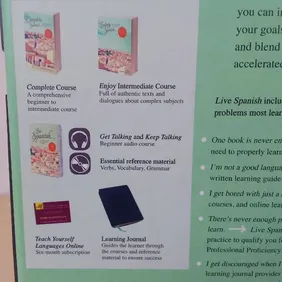 Complete Course
A comprehensive
beginner to
intermediate course
Enjoy Intermediate Course
Full of authentic texts and
dialogues about complex subjects
Get Talking and Keep Talking
Beginner audio course
Essential reference material
Verbs, Vocabulary, Grammar
Teach Yourself
Languages Online
Six month subscription
Learning Journal
Guides the learner through
the courses and reference
material to ensure success
you can i
your goals
and blend
accelerated
Live Spanish inclu
problems most lear
One book is never en
need to properly lear
I'm not a good langua
written learning guide
I get bored with just a
courses, and online lea
There's never enough p
learn. → Live Span
practice to qualify you f
Professional Proficiency
I get discouraged when I
learning journal provides